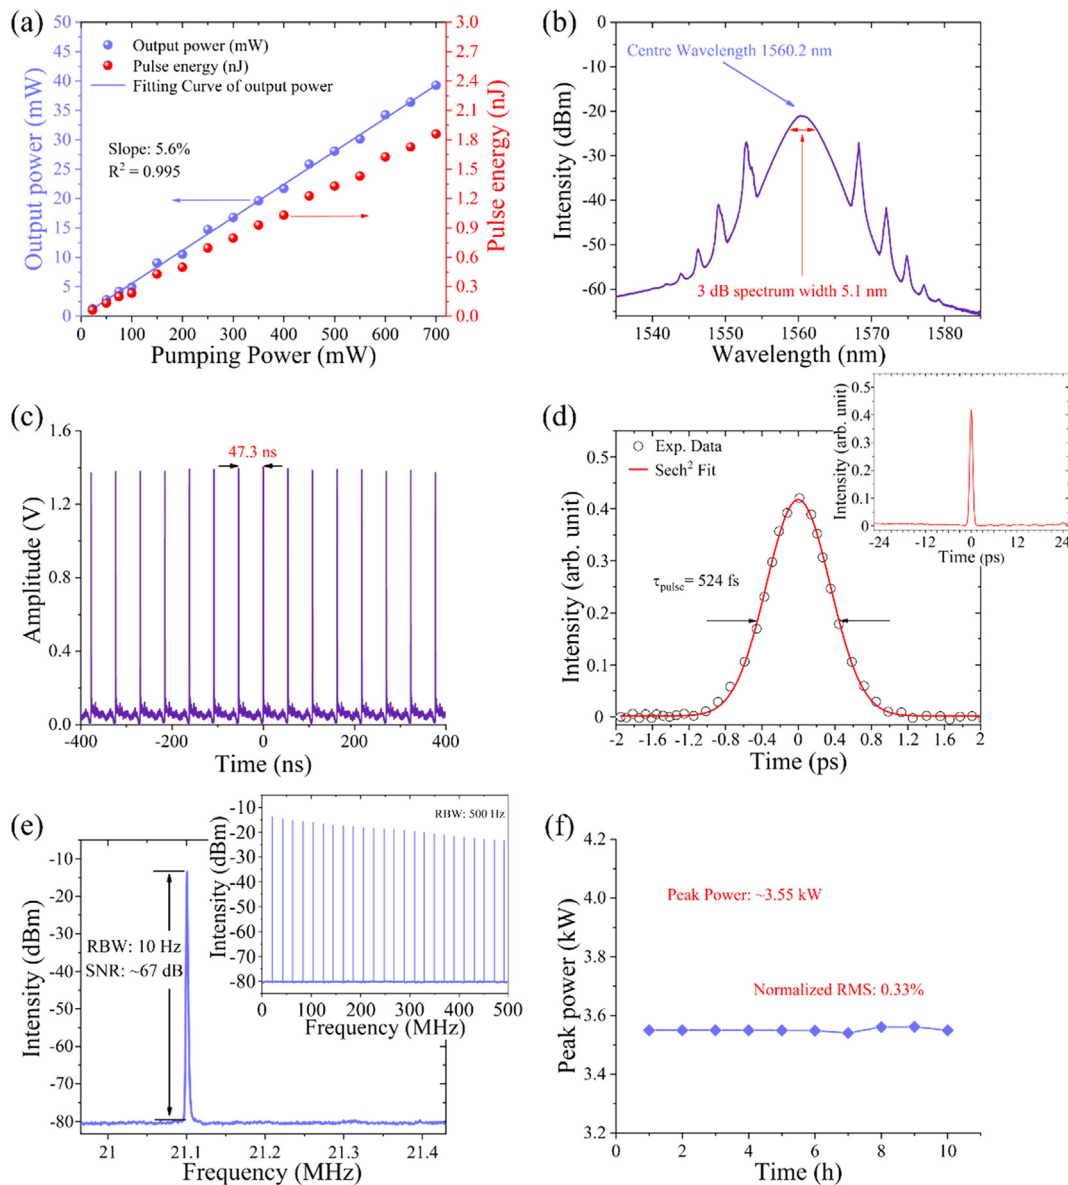 (a)
50
45
40
35
30
25
20
15
10
5
0
Output power (mW)
Output power (mW)
Pulse energy (nJ)
Fitting Curve of output power
Slope: 5.6%
R² = 0.995
3.0
2.7
2.4
2.1
1.8
1.5
1.2
0.9
0.6
0.3
0.0
Pulse energy (nJ)
0 100 200 300 400 500 600 700
Pumping Power (mW)
(b)
0
-10
-20
-30
-40
-50
-60
Intensity (dBm)
Centre Wavelength 1560.2 nm
3 dB spectrum width 5.1 nm
1540 1550 1560 1570 1580
Wavelength (nm)
(c)
1.6
1.2
0.8
0.4
0.0
Amplitude (V)
47.3 ns
-400 -200 0 200 400
Time (ns)
(d)
0.5
0.4
0.3
0.2
0.1
0
Intensity (arb. unit)
Exp. Data
Sech² Fit
τpulse= 524 fs
-2 -1.6 -1.2 -0.8 -0.4 0 0.4 0.8 1.2 1.6 2
Time (ps)
0.5
0.4
0.3
0.2
0.1
0
Intensity (arb. unit)
-24 -12 0 12 24
Time (ps)
(e)
-10
-20
-30
-40
-50
-60
-70
-80
Intensity (dBm)
RBW: 10 Hz
SNR: ~67 dB
21 21.1 21.2 21.3 21.4
Frequency (MHz)
-10
-20
-30
-40
-50
-60
-70
-80
Intensity (dBm)
RBW: 500 Hz
0 100 200 300 400 500
Frequency (MHz)
(f)
4.2
4.0
3.8
3.6
3.4
3.2
Peak power (kW)
Peak Power: ~3.55 kW
Normalized RMS: 0.33%
0 2 4 6 8 10
Time (h)